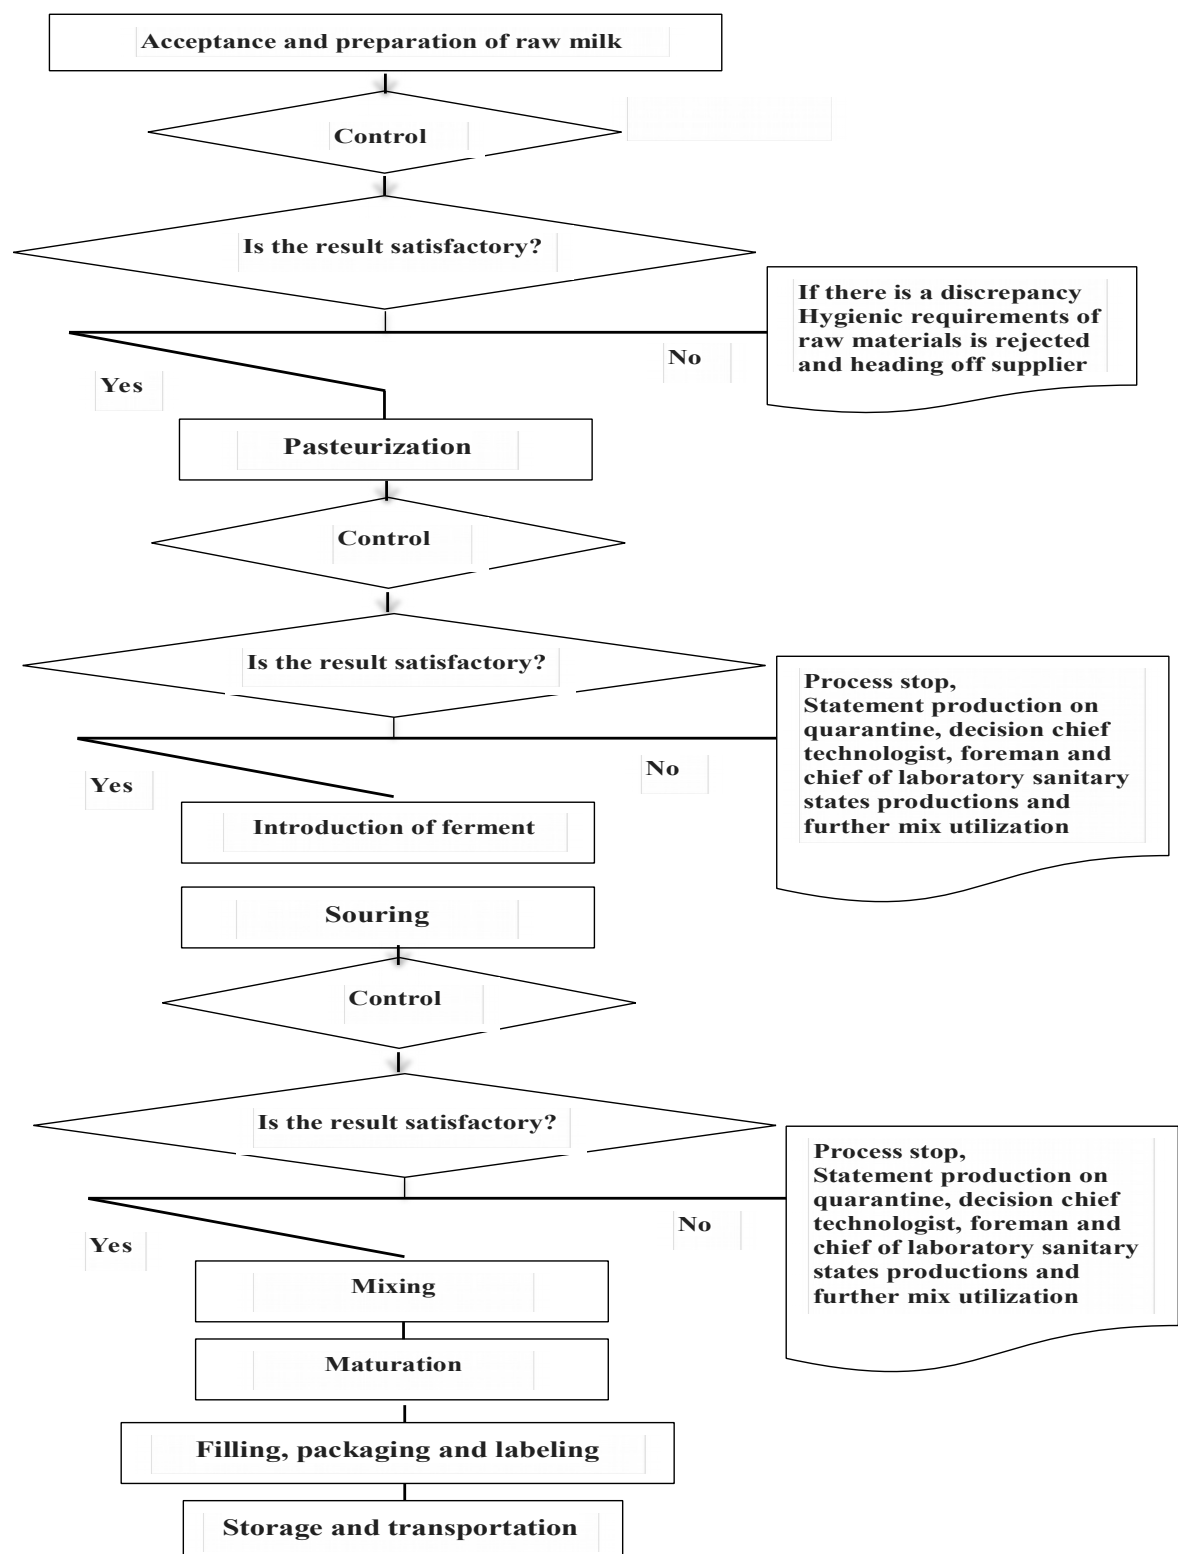 Acceptance and preparation of raw milk
Control
Is the result satisfactory?
If there is a discrepancy
Hygienic requirements of
raw materials is rejected
and heading off supplier
No
Yes
Pasteurization
Control
Is the result satisfactory?
Process stop,
Statement production on
quarantine, decision chief
technologist, foreman and
chief of laboratory sanitary
states productions and
further mix utilization
No
Yes
Introduction of ferment
Souring
Control
Is the result satisfactory?
Process stop,
Statement production on
quarantine, decision chief
technologist, foreman and
chief of laboratory sanitary
states productions and
further mix utilization
No
Yes
Mixing
Maturation
Filling, packaging and labeling
Storage and transportation